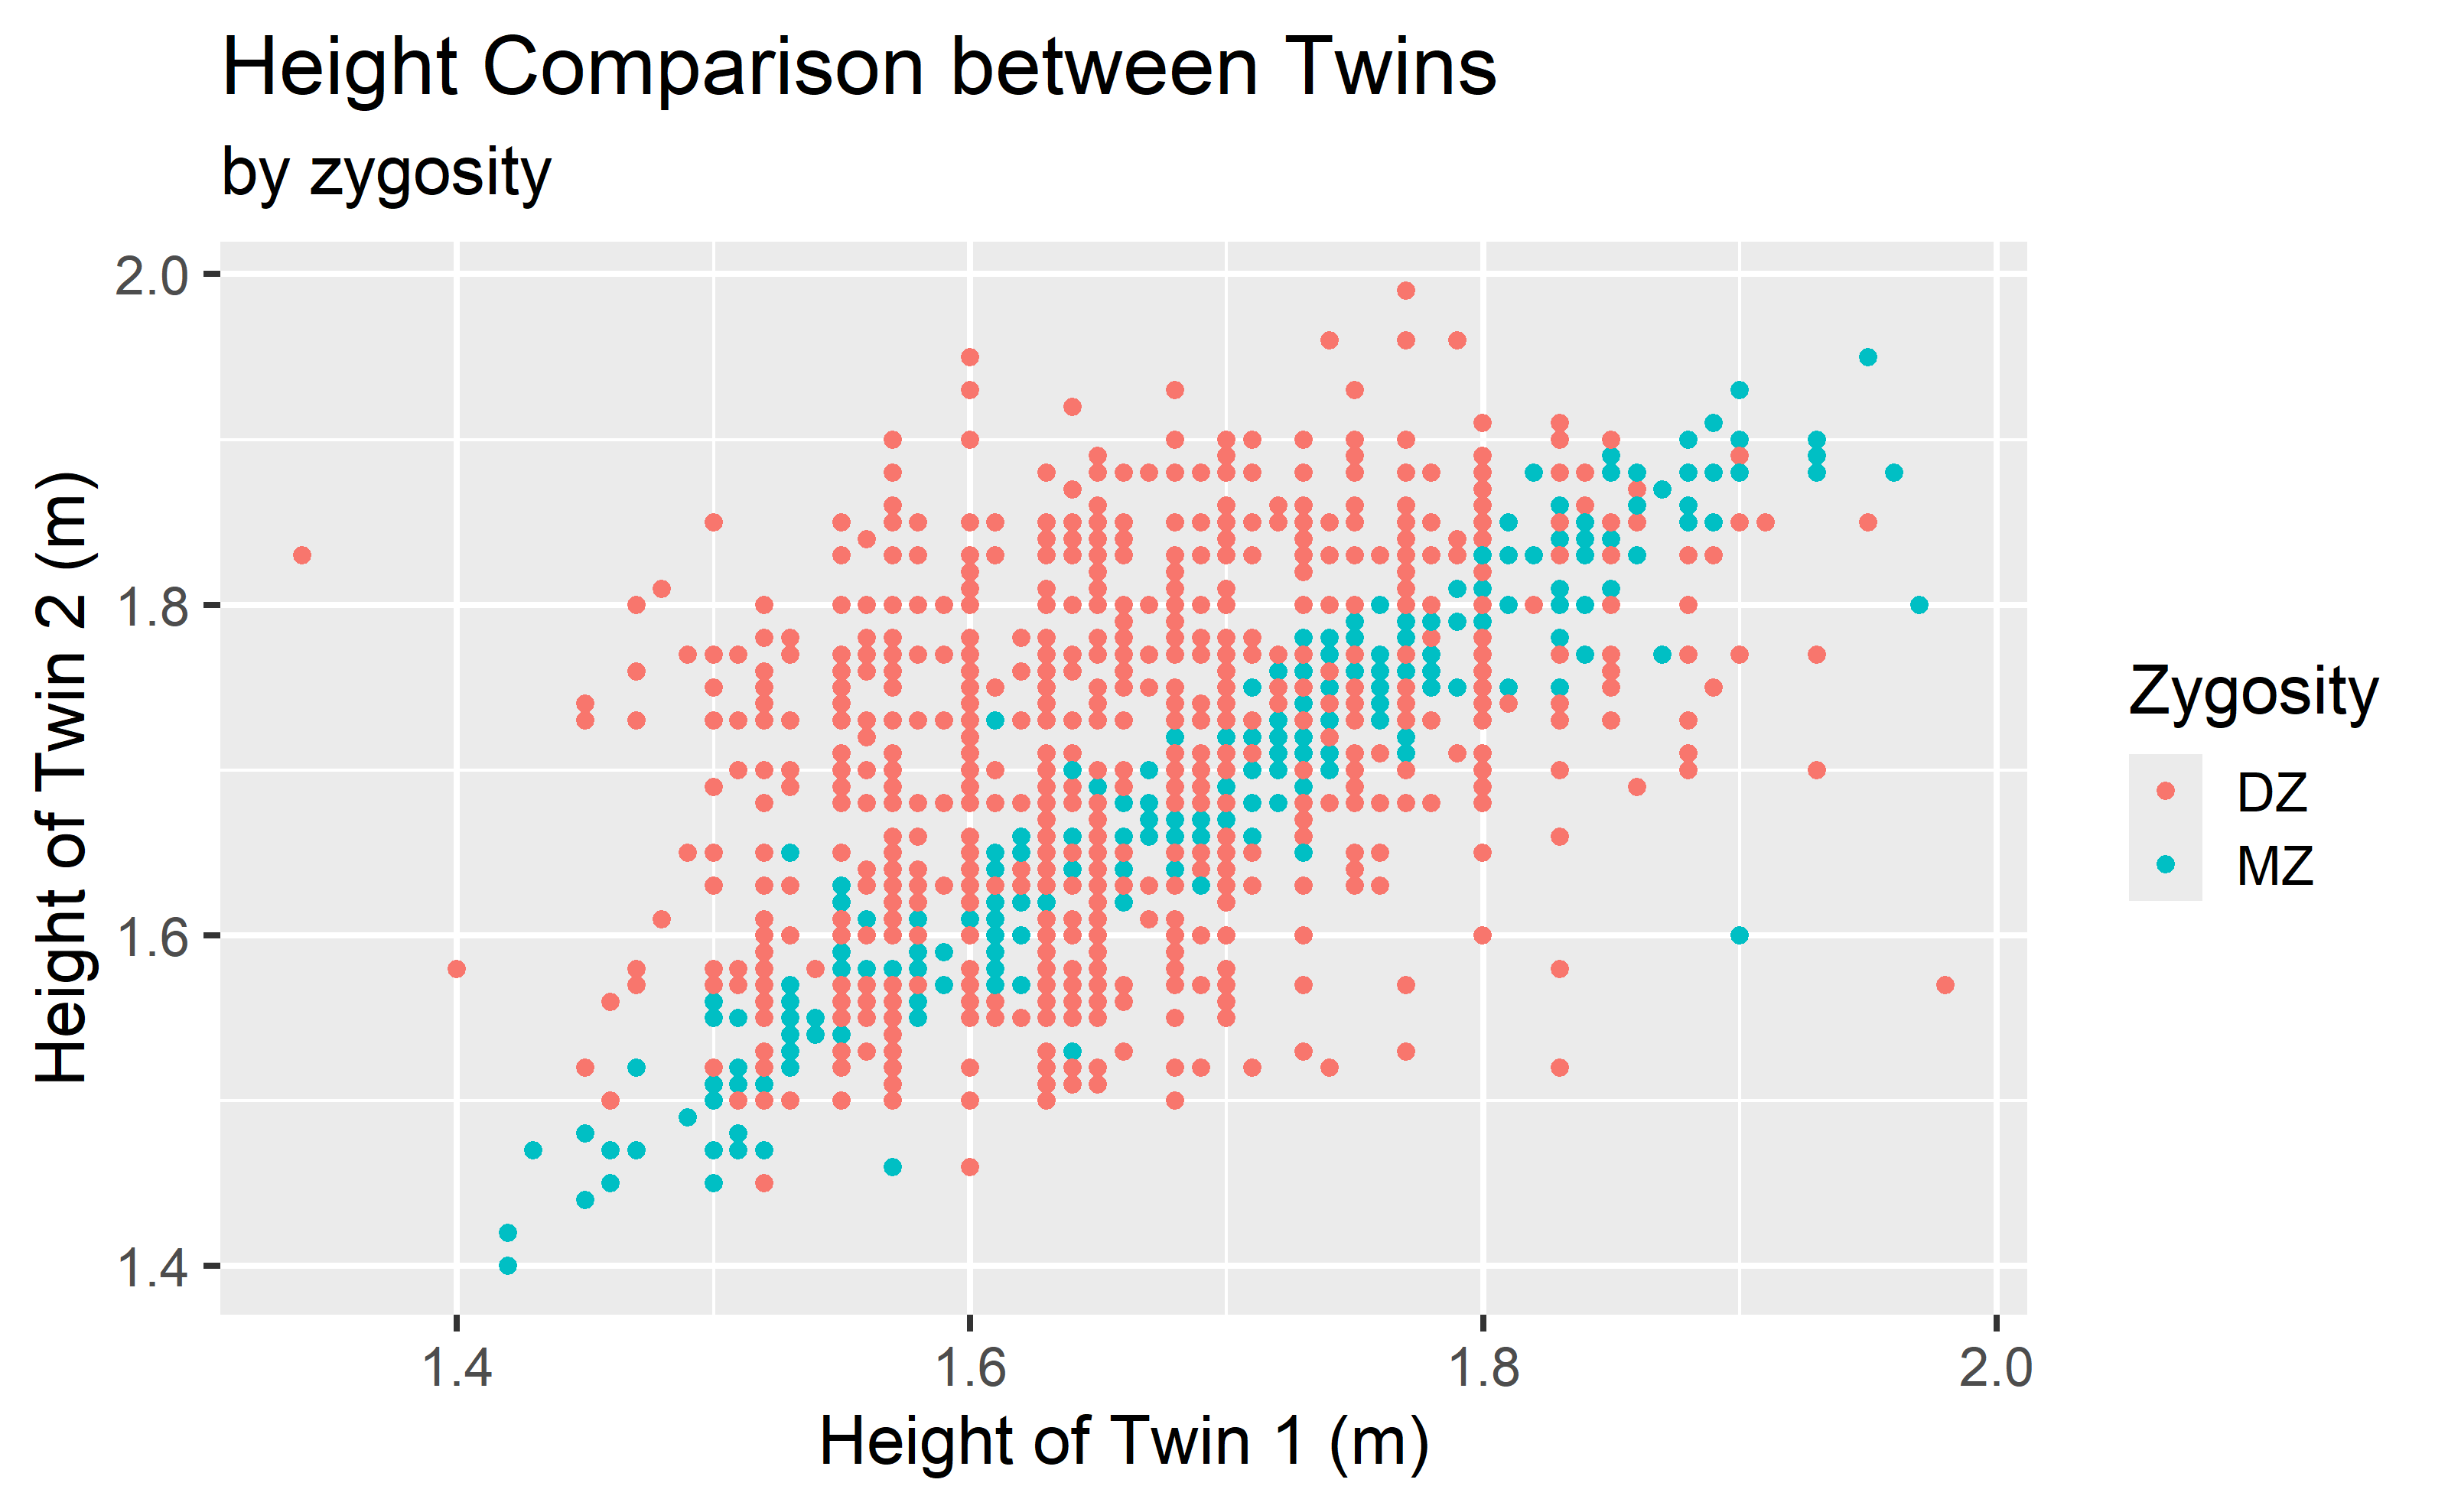 Height Comparison between Twins
by zygosity
Height of Twin 2 (m)
2.0
1.8
1.6
1.4
1.4 1.6 1.8 2.0
Height of Twin 1 (m)
Zygosity
DZ
MZ